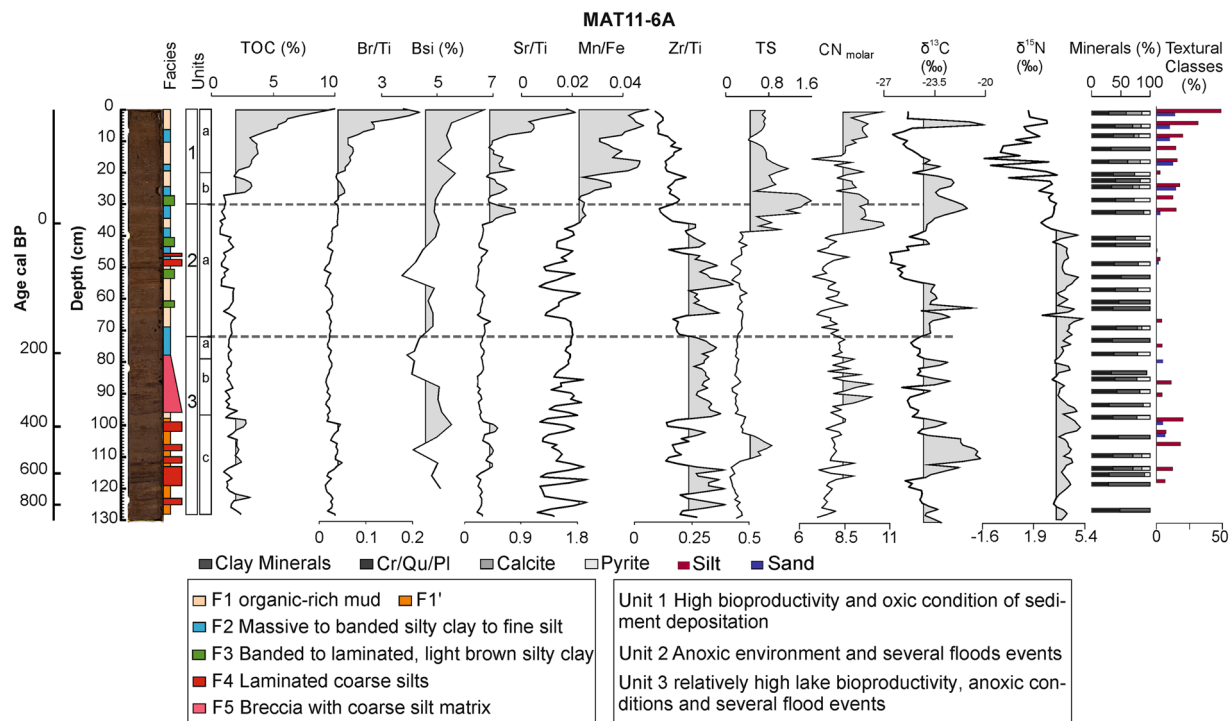 MAT11-6A
Facies
Units
TOC (%)
Br/Ti
Bsi (%)
Sr/Ti
Mn/Fe
Zr/Ti
TS
CN molar
δ¹³C
(‰)
δ¹⁵N
(‰)
Minerals (%)
Textural
Classes
(%)
0 5 10
3
5
7 0 0.02
0.02 0.04
0 0.8 1.6
-27 -23.5 -20
0 50 100
Age cal BP
0
200
400
600
800
Depth (cm)
0
10
20
30
40
50
60
70
80
90
100
110
120
130
1
a
b
2
a
a
3
b
c
0 0.1 0.2
0 0.9 1.8
0 0.25 0.5
6 8.5 11
-1.6 1.9 5.4
0 50
Clay Minerals Cr/Qu/Pl Calcite Pyrite Silt Sand
F1 organic-rich mud F1'
F2 Massive to banded silty clay to fine silt
F3 Banded to laminated, light brown silty clay
F4 Laminated coarse silts
F5 Breccia with coarse silt matrix
Unit 1 High bioproductivity and oxic condition of sedi-
ment depositation
Unit 2 Anoxic environment and several floods events
Unit 3 relatively high lake bioproductivity, anoxic con-
ditions and several flood events